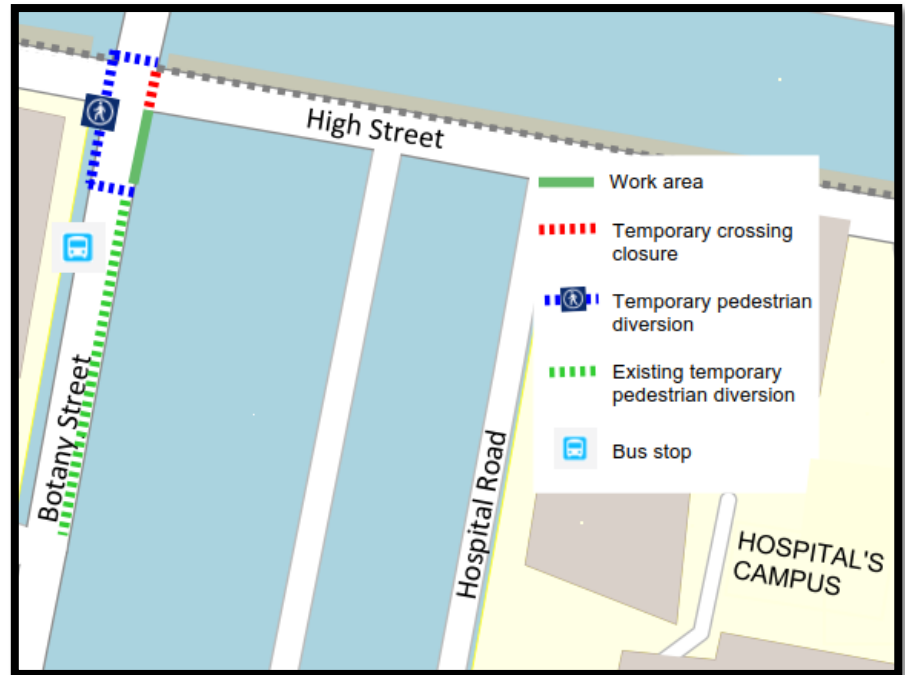 High Street
Work area
Temporary crossing
closure
Temporary pedestrian
diversion
Existing temporary
pedestrian diversion
Bus stop
Botany Street
Hospital Road
HOSPITAL'S
CAMPUS